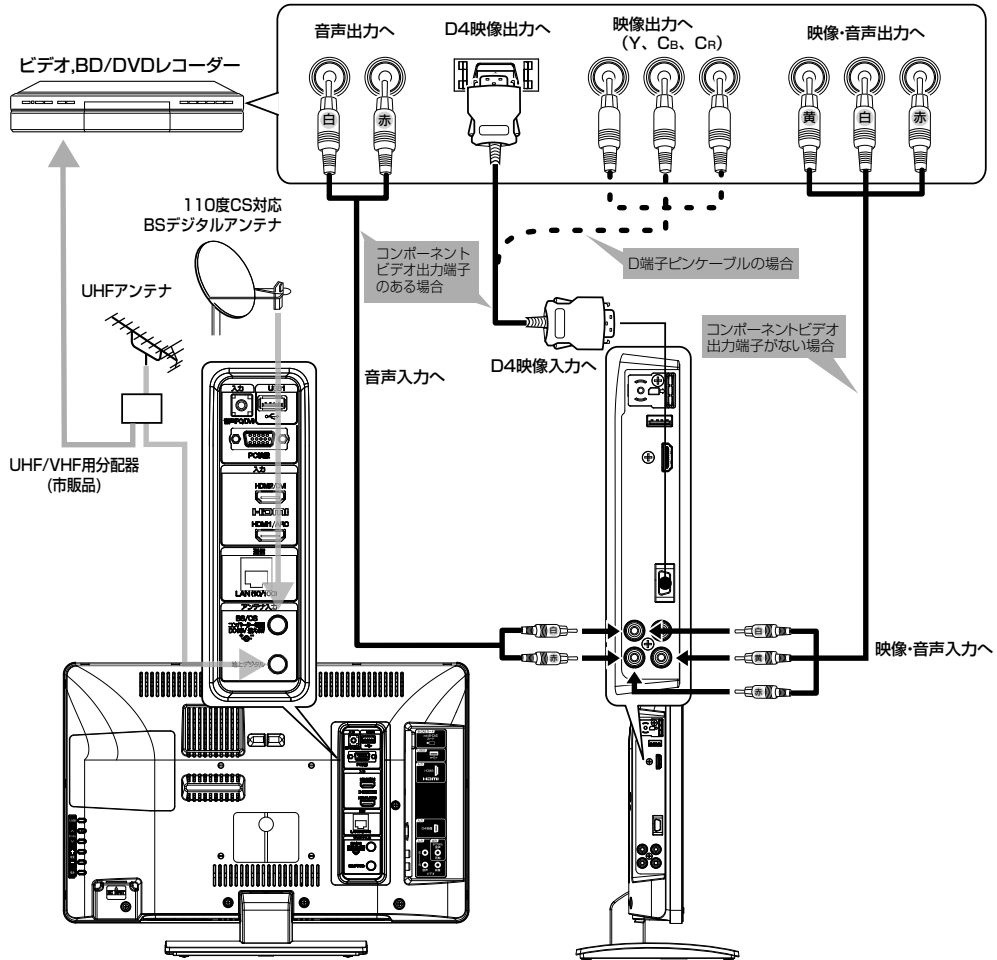 音声出力へ
D4映像出力へ
映像出力へ
（Y、CB、CR）
映像・音声出力へ
ビデオ,BD/DVDレコーダー
白
赤
黄
白
赤
110度CS対応
BSデジタルアンテナ
コンポーネント
ビデオ出力端子
のある場合
D端子ピンケーブルの場合
UHFアンテナ
コンポーネントビデオ
出力端子がない場合
音声入力へ
D4映像入力へ
UHF/VHF用分配器
(市販品)
入力
入力
LAN (10/100)
アンテナ入力
BS/CS
地上デジタル
白
赤
白
黄
赤
映像・音声入力へ